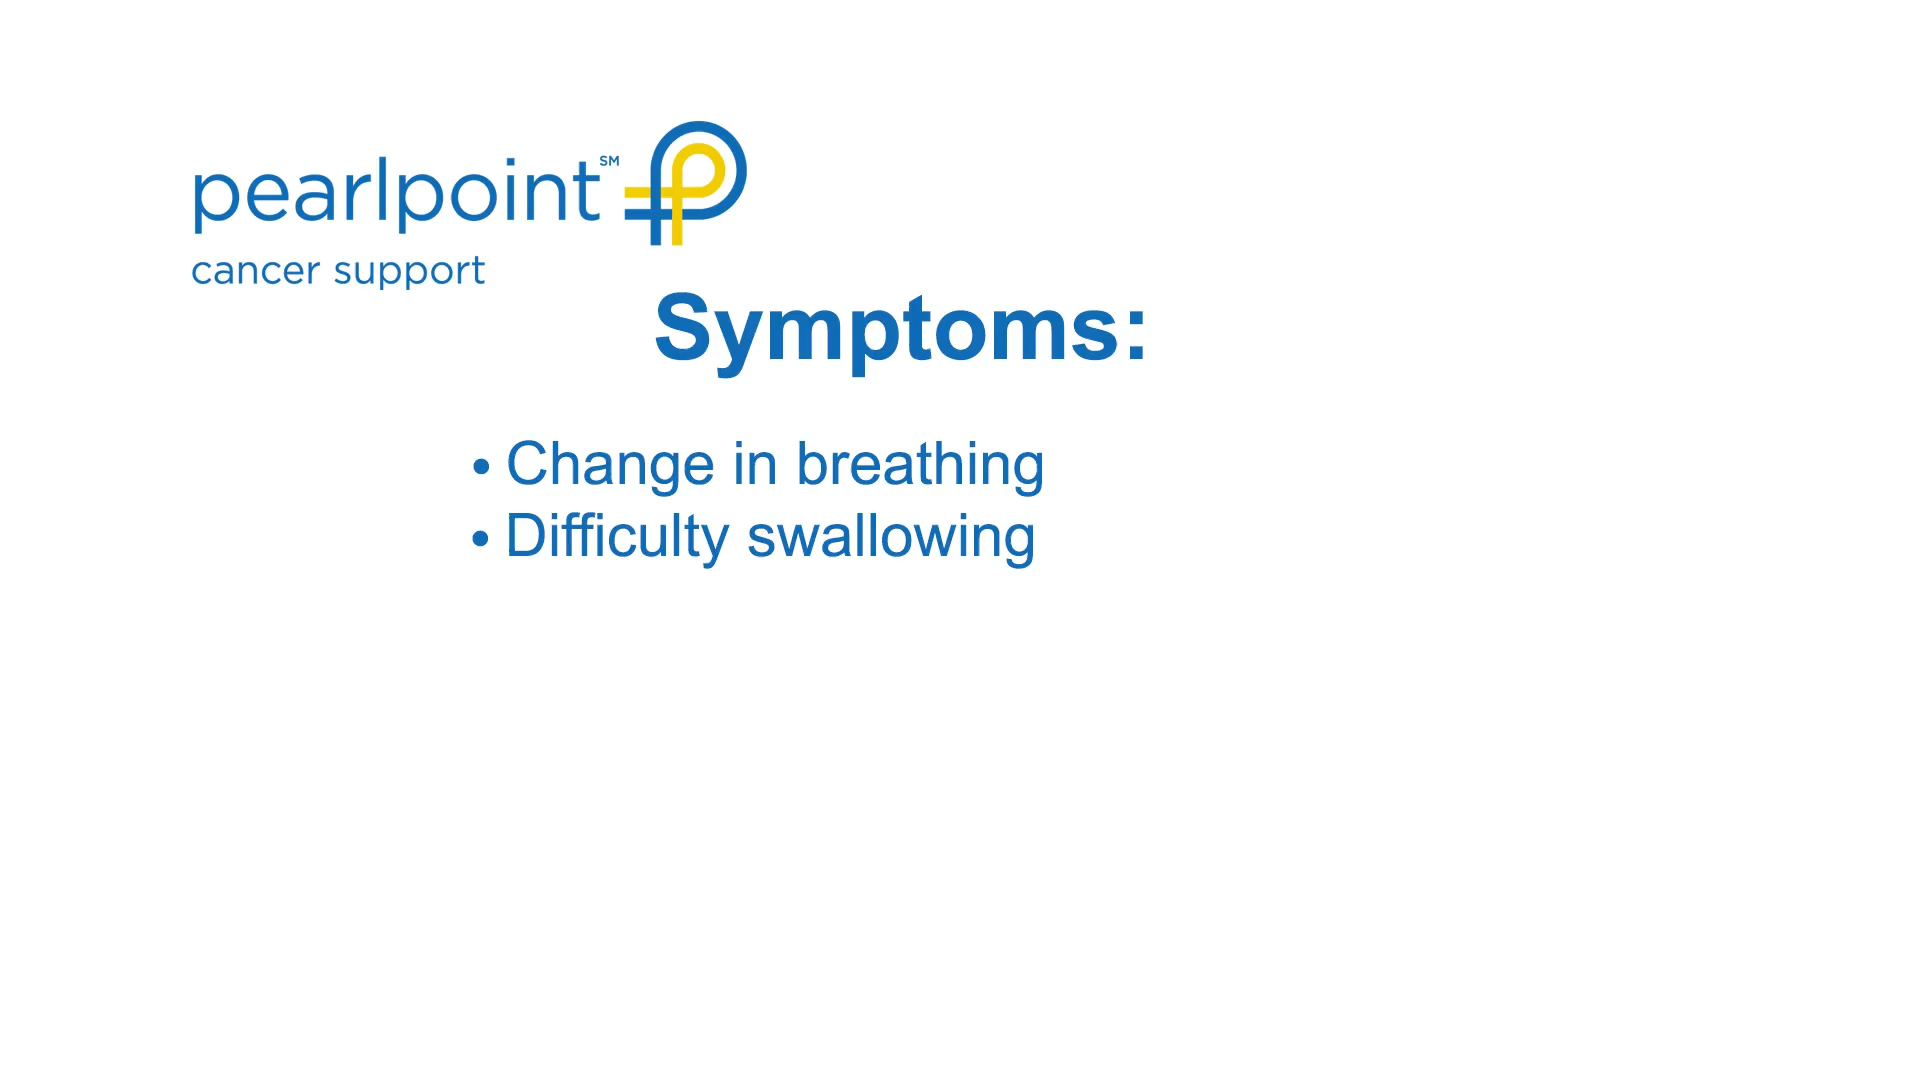 pearlpoint℠
cancer support
Symptoms:
• Change in breathing
• Difficulty swallowing